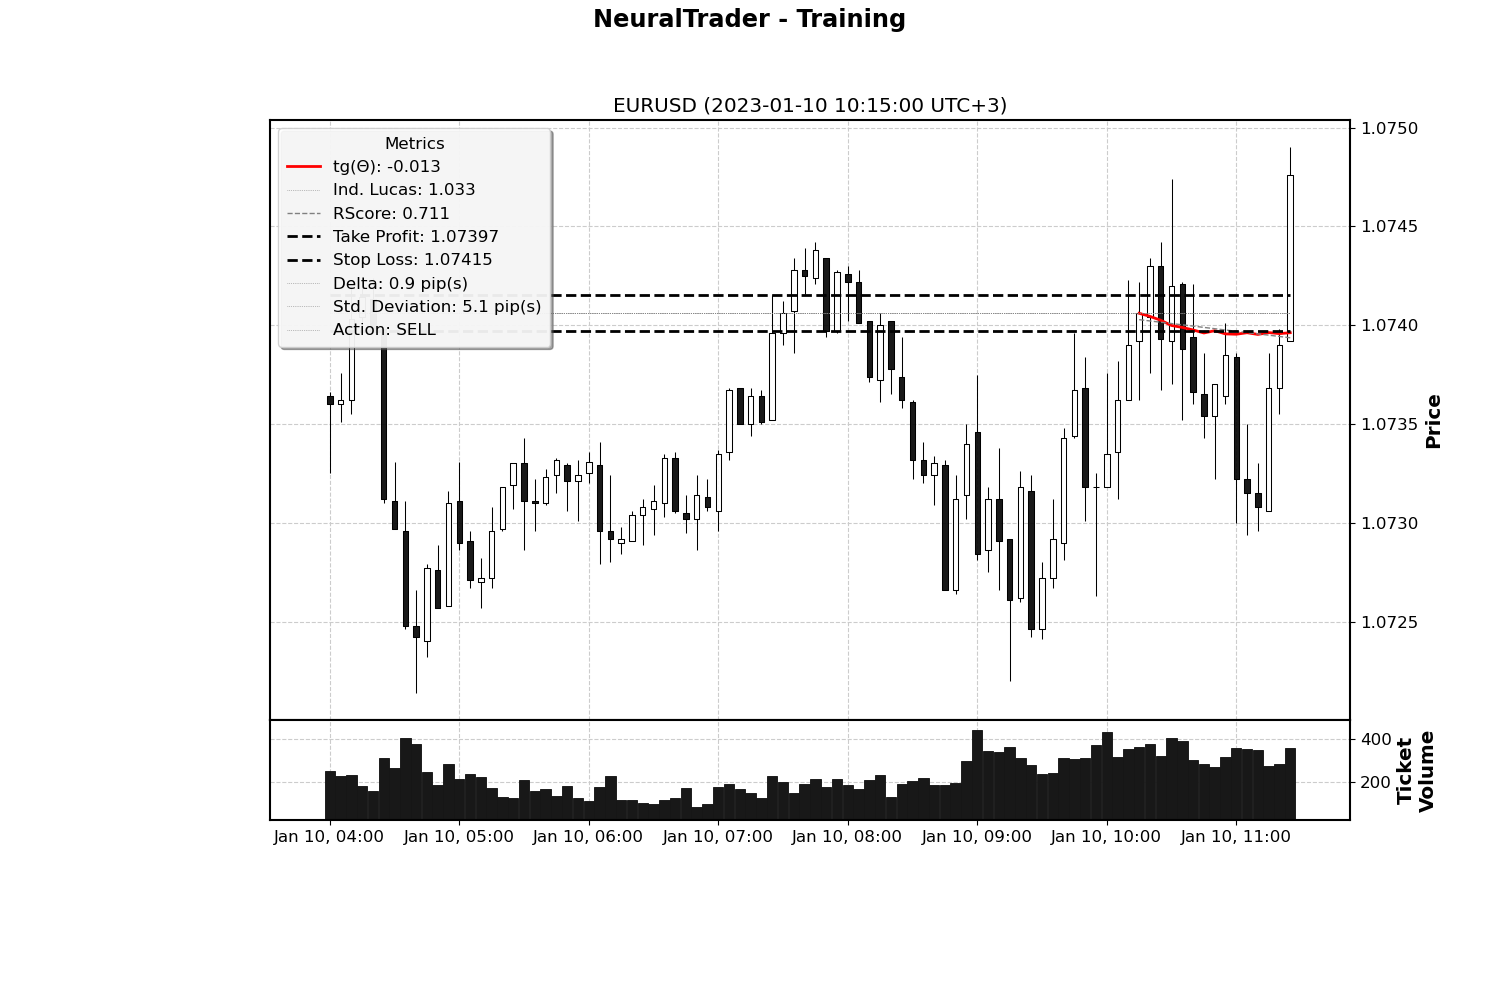 NeuralTrader - Training
EURUSD (2023-01-10 10:15:00 UTC+3)
Metrics
tg(Θ): -0.013
Ind. Lucas: 1.033
RScore: 0.711
Take Profit: 1.07397
Stop Loss: 1.07415
Delta: 0.9 pip(s)
Std. Deviation: 5.1 pip(s)
Action: SELL
1.0750
1.0745
1.0740
1.0735
1.0730
1.0725
Price
400
200
Ticket
Volume
Jan 10, 04:00
Jan 10, 05:00
Jan 10, 06:00
Jan 10, 07:00
Jan 10, 08:00
Jan 10, 09:00
Jan 10, 10:00
Jan 10, 11:00